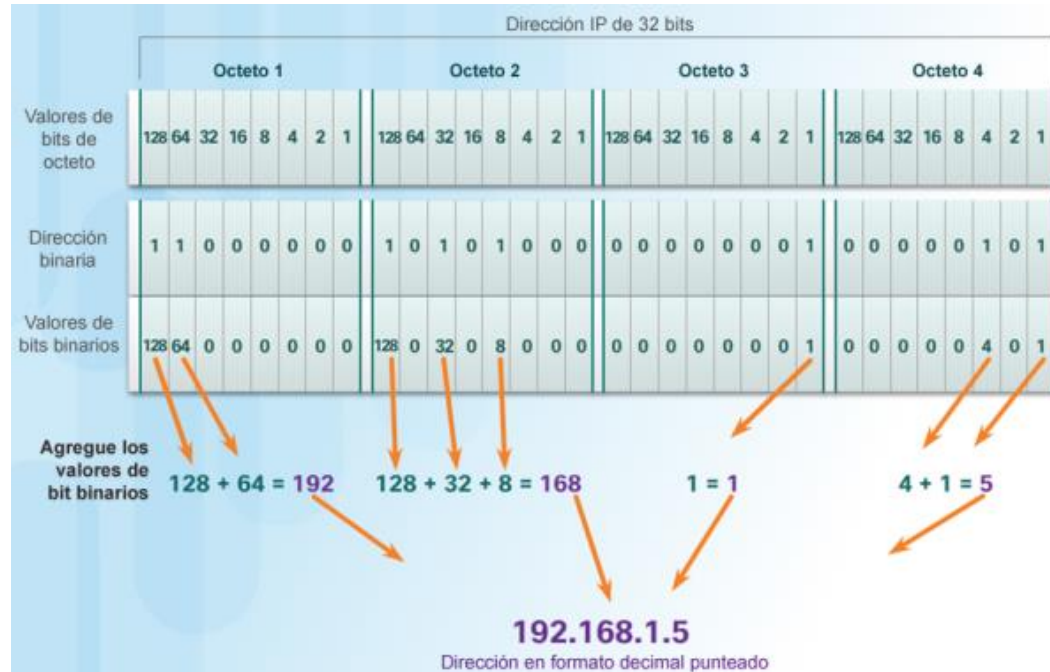 Dirección IP de 32 bits
Octeto 1 Octeto 2 Octeto 3 Octeto 4
Valores de
bits de
octeto
128 64 32 16 8 4 2 1 128 64 32 16 8 4 2 1 128 64 32 16 8 4 2 1 128 64 32 16 8 4 2 1
Dirección
binaria
1 1 0 0 0 0 0 0 1 0 1 0 1 0 0 0 0 0 0 0 0 0 0 1 0 0 0 0 0 1 0 1
Valores de
bits binarios
128 64 0 0 0 0 0 0 128 0 32 0 8 0 0 0 0 0 0 0 0 0 0 1 0 0 0 0 0 4 0 1
Agregue los
valores de
bit binarios
128 + 64 = 192 128 + 32 + 8 = 168 1 = 1 4 + 1 = 5
192.168.1.5
Dirección en formato decimal punteado